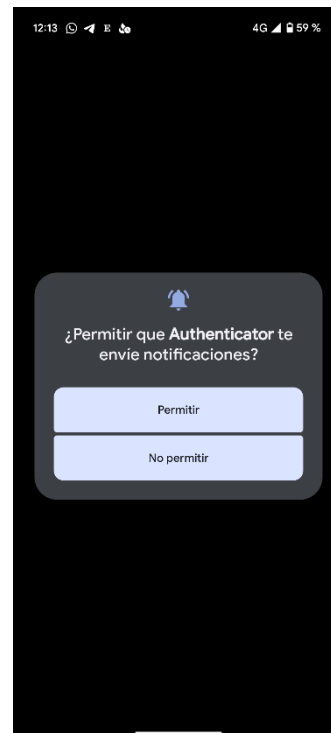 12:13 E 4G 59 %
¿Permitir que Authenticator te
envíe notificaciones?
Permitir
No permitir